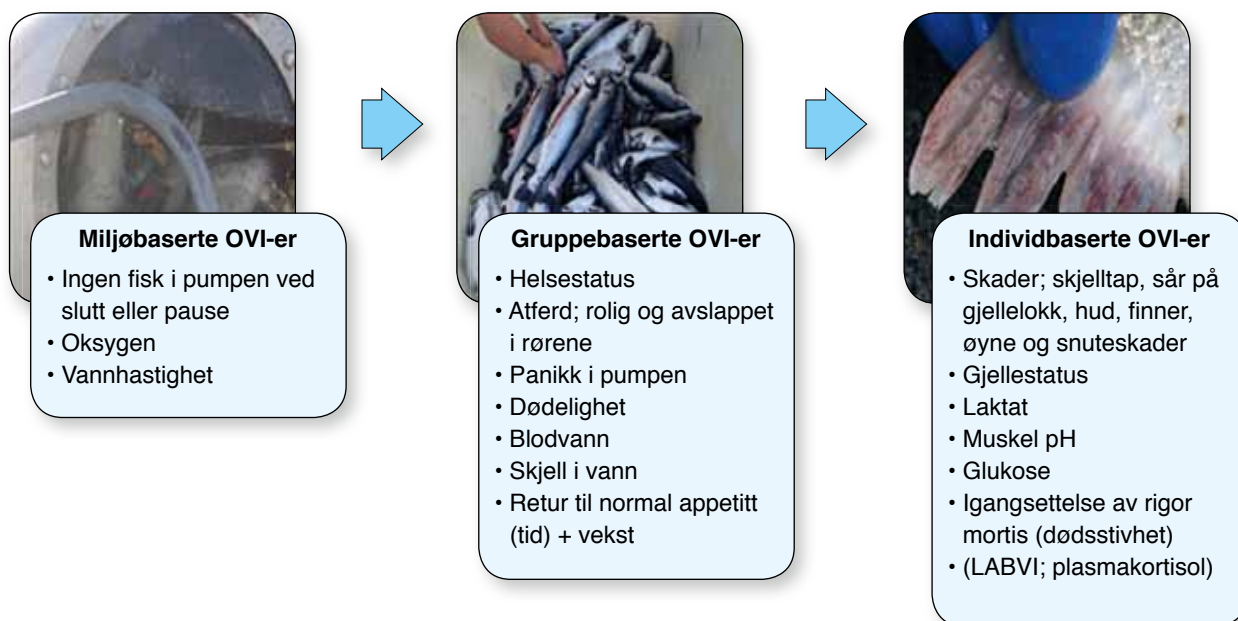 Miljøbaserte OVI-er
• Ingen fisk i pumpen ved
slutt eller pause
• Oksygen
• Vannhastighet
Gruppebaserte OVI-er
• Helsestatus
• Atferd; rolig og avslappet
i rørene
• Panikk i pumpen
• Dødelighet
• Blodvann
• Skjell i vann
• Retur til normal appetitt
(tid) + vekst
Individbaserte OVI-er
• Skader; skjelltap, sår på
gjellelokk, hud, finner,
øyne og snuteskader
• Gjellestatus
• Laktat
• Muskel pH
• Glukose
• Igangsettelse av rigor
mortis (dødsstivhet)
• (LABVI; plasmakortisol)